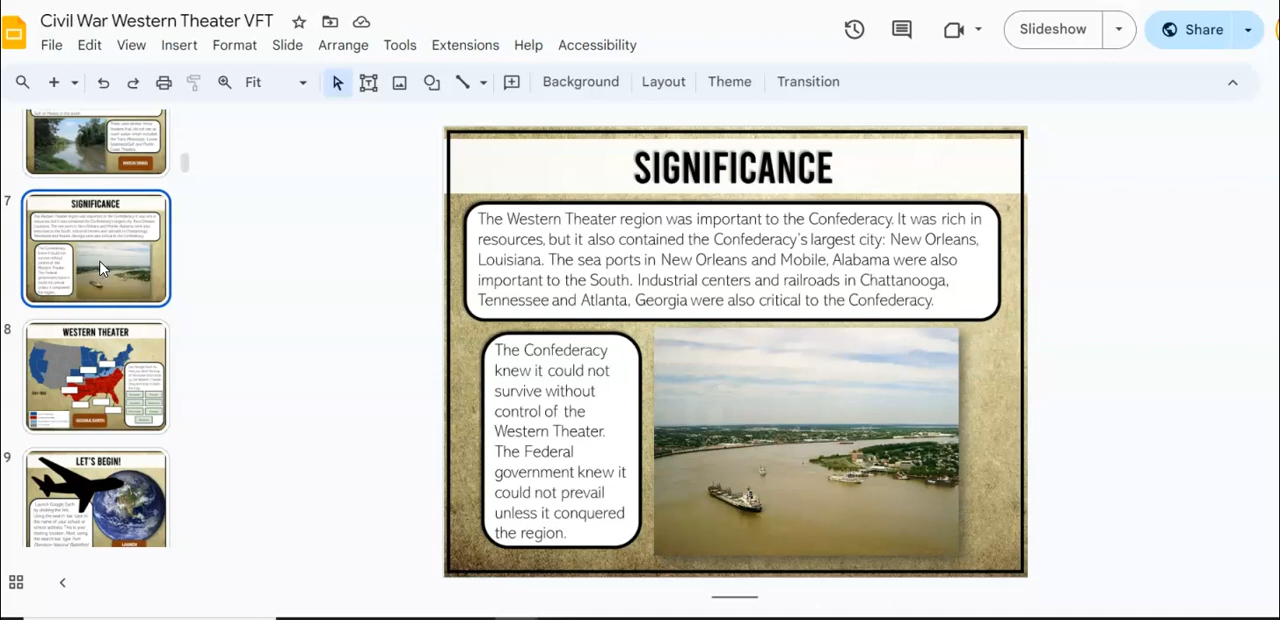 Civil War Western Theater VFT
File Edit View Insert Format Slide Arrange Tools Extensions Help Accessibility
Slideshow
Share
Fit
Background
Layout
Theme
Transition
7
SIGNIFICANCE
8
WESTERN THEATER
9
LET'S BEGIN!
SIGNIFICANCE
The Western Theater region was important to the Confederacy. It was rich in
resources, but it also contained the Confederacy's largest city: New Orleans,
Louisiana. The sea ports in New Orleans and Mobile, Alabama were also
important to the South. Industrial centers and railroads in Chattanooga,
Tennessee and Atlanta, Georgia were also critical to the Confederacy.
The Confederacy
knew it could not
survive without
control of the
Western Theater.
The Federal
government knew it
could not prevail
unless it conquered
the region.